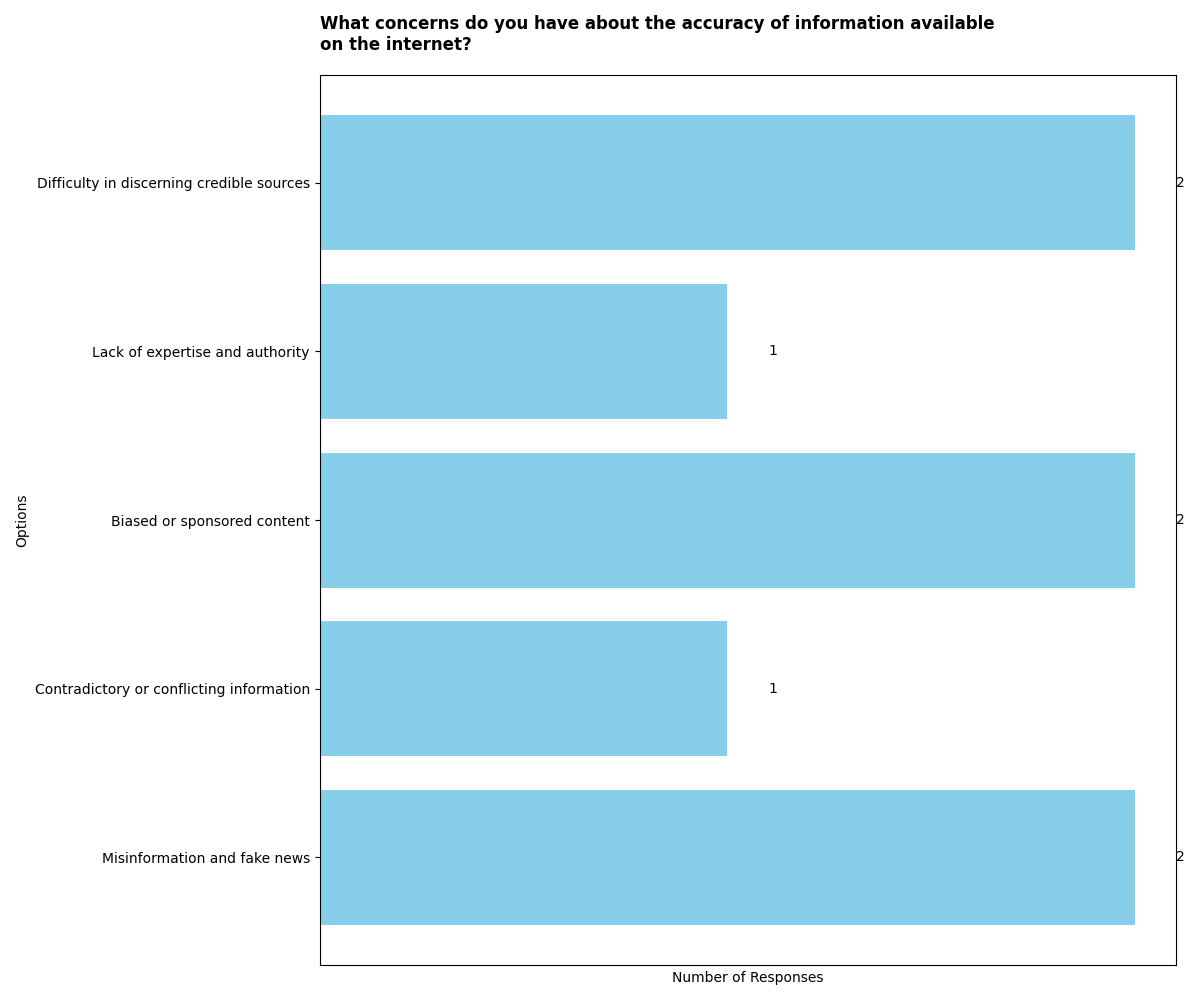 What concerns do you have about the accuracy of information available
on the internet?
Difficulty in discerning credible sources
2
Lack of expertise and authority
1
Biased or sponsored content
2
Contradictory or conflicting information
1
Misinformation and fake news
2
Options
Number of Responses